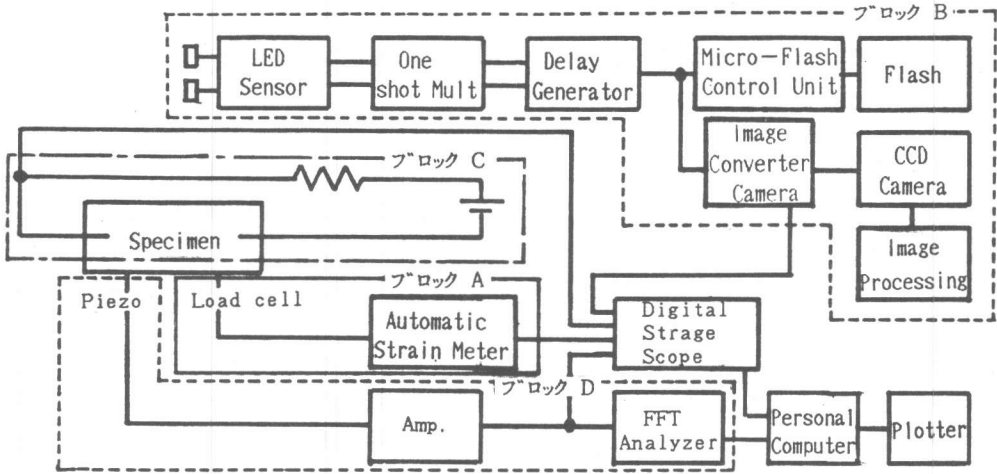 ブロック B
LED
Sensor
One
shot Mult
Delay
Generator
Micro-Flash
Control Unit
Flash
Image
Converter
Camera
CCD
Camera
Image
Processing
ブロック C
Specimen
Piezo
Load cell
ブロック A
Automatic
Strain Meter
Digital
Strage
Scope
ブロック D
Amp.
FFT
Analyzer
Personal
Computer
Plotter